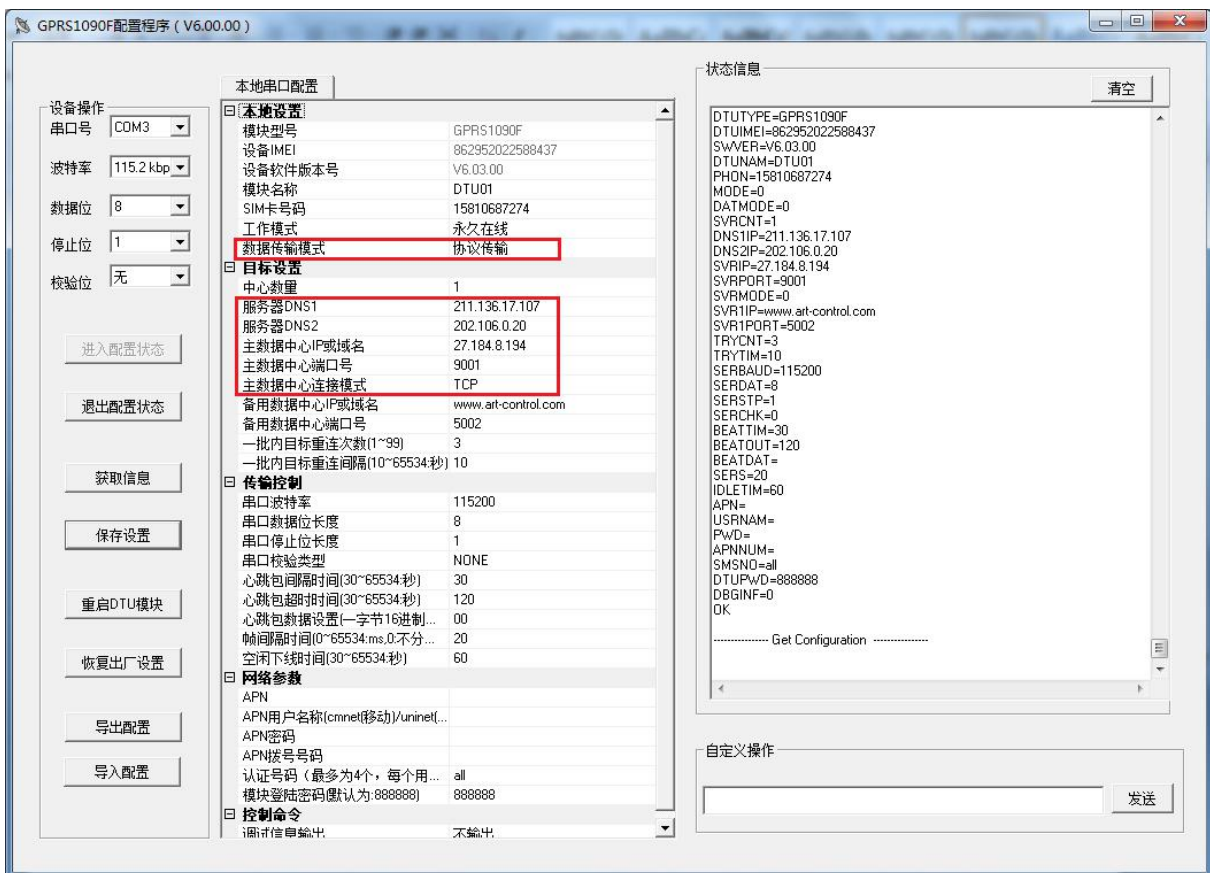 GPRS1090F配置程序（V6.00.00）
设备操作
串口号 COM3
波特率 115.2 kbp
数据位 8
停止位 1
校验位 无
进入配置状态
退出配置状态
获取信息
保存设置
重启DTU模块
恢复出厂设置
导出配置
导入配置
本地串口配置
本地设置
模块型号 GPRS1090F
设备IMEI 862952022588437
设备软件版本号 V6.03.00
模块名称 DTU01
SIM卡号码 15810687274
工作模式 永久在线
数据传输模式 协议传输
目标设置
中心数量 1
服务器DNS1 211.136.17.107
服务器DNS2 202.106.0.20
主数据中心IP或域名 27.184.8.194
主数据中心端口号 9001
主数据中心连接模式 TCP
备用数据中心IP或域名 www.art-control.com
备用数据中心端口号 5002
一批内目标重连次数(1~99) 3
一批内目标重连间隔(10~65534:秒) 10
传输控制
串口波特率 115200
串口数据位长度 8
串口停止位长度 1
串口校验类型 NONE
心跳包间隔时间(30~65534:秒) 30
心跳包超时时间(30~65534:秒) 120
心跳包数据设置(一字节16进制... 00
帧间隔时间(0~65534:ms,0:不分... 20
空闲下线时间(30~65534:秒) 60
网络参数
APN
APN用户名称(cmnet(移动)/uninet(...
APN密码
APN拨号号码
认证号码（最多为4个，每个用... all
模块登陆密码(默认为:888888) 888888
控制命令
调试信息输出 不输出
状态信息
清空
DTUTYPE=GPRS1090F
DTUIMEI=862952022588437
SWVER=V6.03.00
DTUNAM=DTU01
PHON=15810687274
MODE=0
DATMODE=0
SVRCNT=1
DNS1IP=211.136.17.107
DNS2IP=202.106.0.20
SVRIP=27.184.8.194
SVRPORT=9001
SVRMODE=0
SVR1IP=www.art-control.com
SVR1PORT=5002
TRYCNT=3
TRYTIM=10
SERBAUD=115200
SERDAT=8
SERSTP=1
SERCHK=0
BEATTIM=30
BEATOUT=120
BEATDAT=
SERS=20
IDLETIM=60
APN=
USRNAM=
PWD=
APNNUM=
SMSNO=all
DTUPWD=888888
DBGINF=0
OK
---------------- Get Configuration ----------------
自定义操作
发送